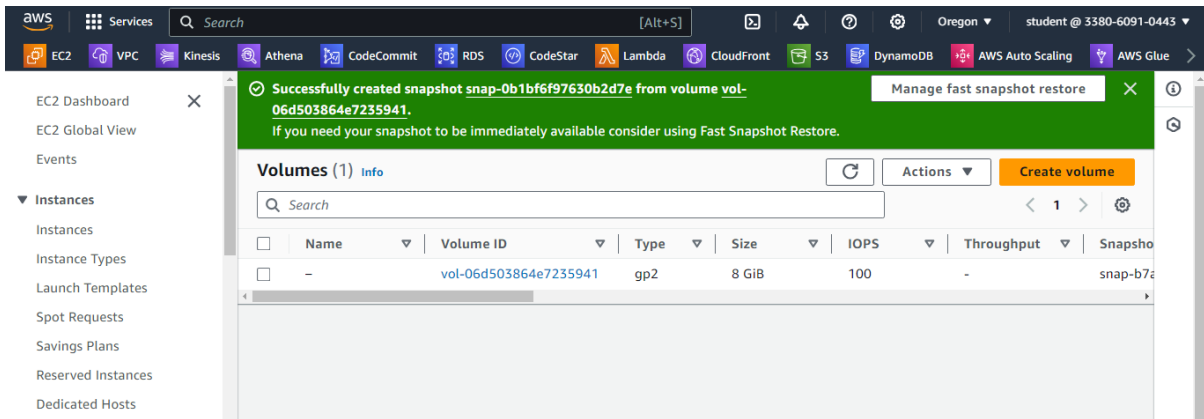 aws Services Search [Alt+S] Oregon student @ 3380-6091-0443
EC2 VPC Kinesis Athena CodeCommit RDS CodeStar Lambda CloudFront S3 DynamoDB AWS Auto Scaling AWS Glue
EC2 Dashboard
EC2 Global View
Events
Instances
Instances
Instance Types
Launch Templates
Spot Requests
Savings Plans
Reserved Instances
Dedicated Hosts
Successfully created snapshot snap-0b1bf6f97630b2d7e from volume vol-
06d503864e7235941.
If you need your snapshot to be immediately available consider using Fast Snapshot Restore.
Manage fast snapshot restore
Volumes (1) Info
Actions
Create volume
Search
1
Name Volume ID Type Size IOPS Throughput Snapsho
– vol-06d503864e7235941 gp2 8 GiB 100 - snap-b7a